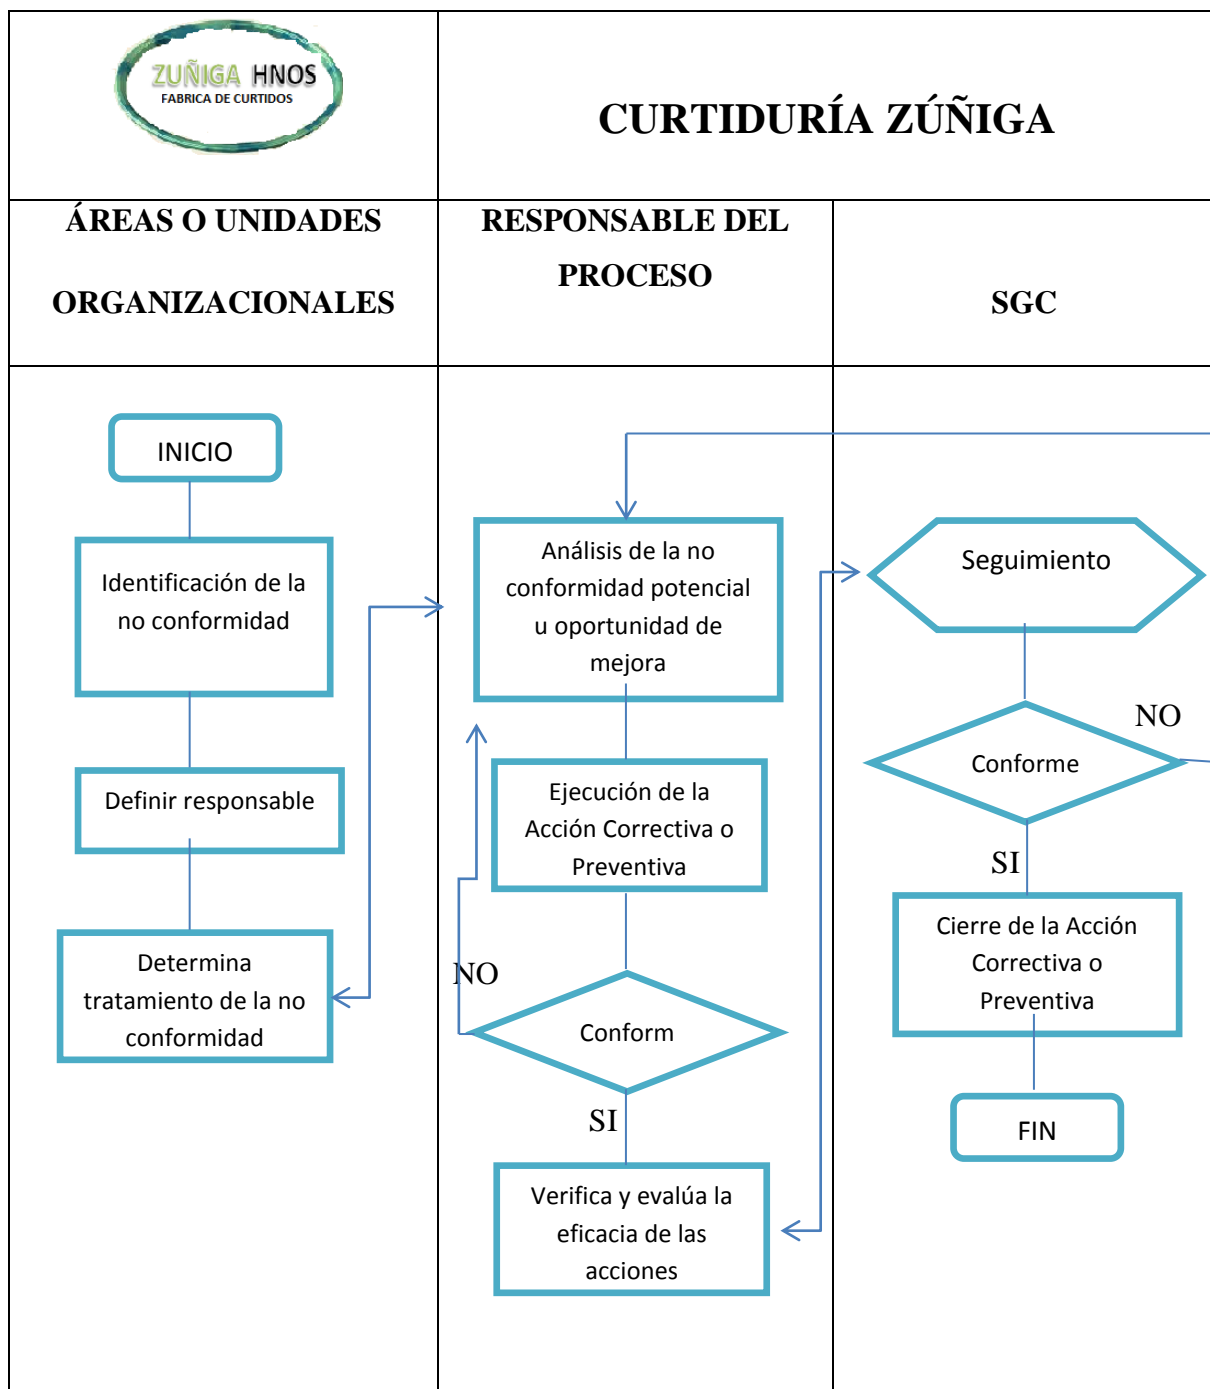 ZUÑIGA HNOS
FABRICA DE CURTIDOS
CURTIDURÍA ZÚÑIGA
ÁREAS O UNIDADES
ORGANIZACIONALES
RESPONSABLE DEL
PROCESO
SGC
INICIO
Identificación de la
no conformidad
Definir responsable
Determina
tratamiento de la no
conformidad
Análisis de la no
conformidad potencial
u oportunidad de
mejora
Ejecución de la
Acción Correctiva o
Preventiva
NO
Conform
SI
Verifica y evalúa la
eficacia de las
acciones
Seguimiento
NO
Conforme
SI
Cierre de la Acción
Correctiva o
Preventiva
FIN